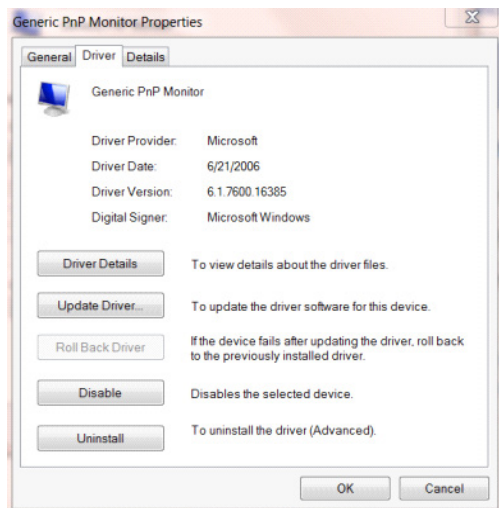 Generic PnP Monitor Properties
General Driver Details
Generic PnP Monitor
Driver Provider: Microsoft
Driver Date: 6/21/2006
Driver Version: 6.1.7600.16385
Digital Signer: Microsoft Windows
Driver Details To view details about the driver files.
Update Driver... To update the driver software for this device.
Roll Back Driver If the device fails after updating the driver, roll back
to the previously installed driver.
Disable Disables the selected device.
Uninstall To uninstall the driver (Advanced).
OK Cancel